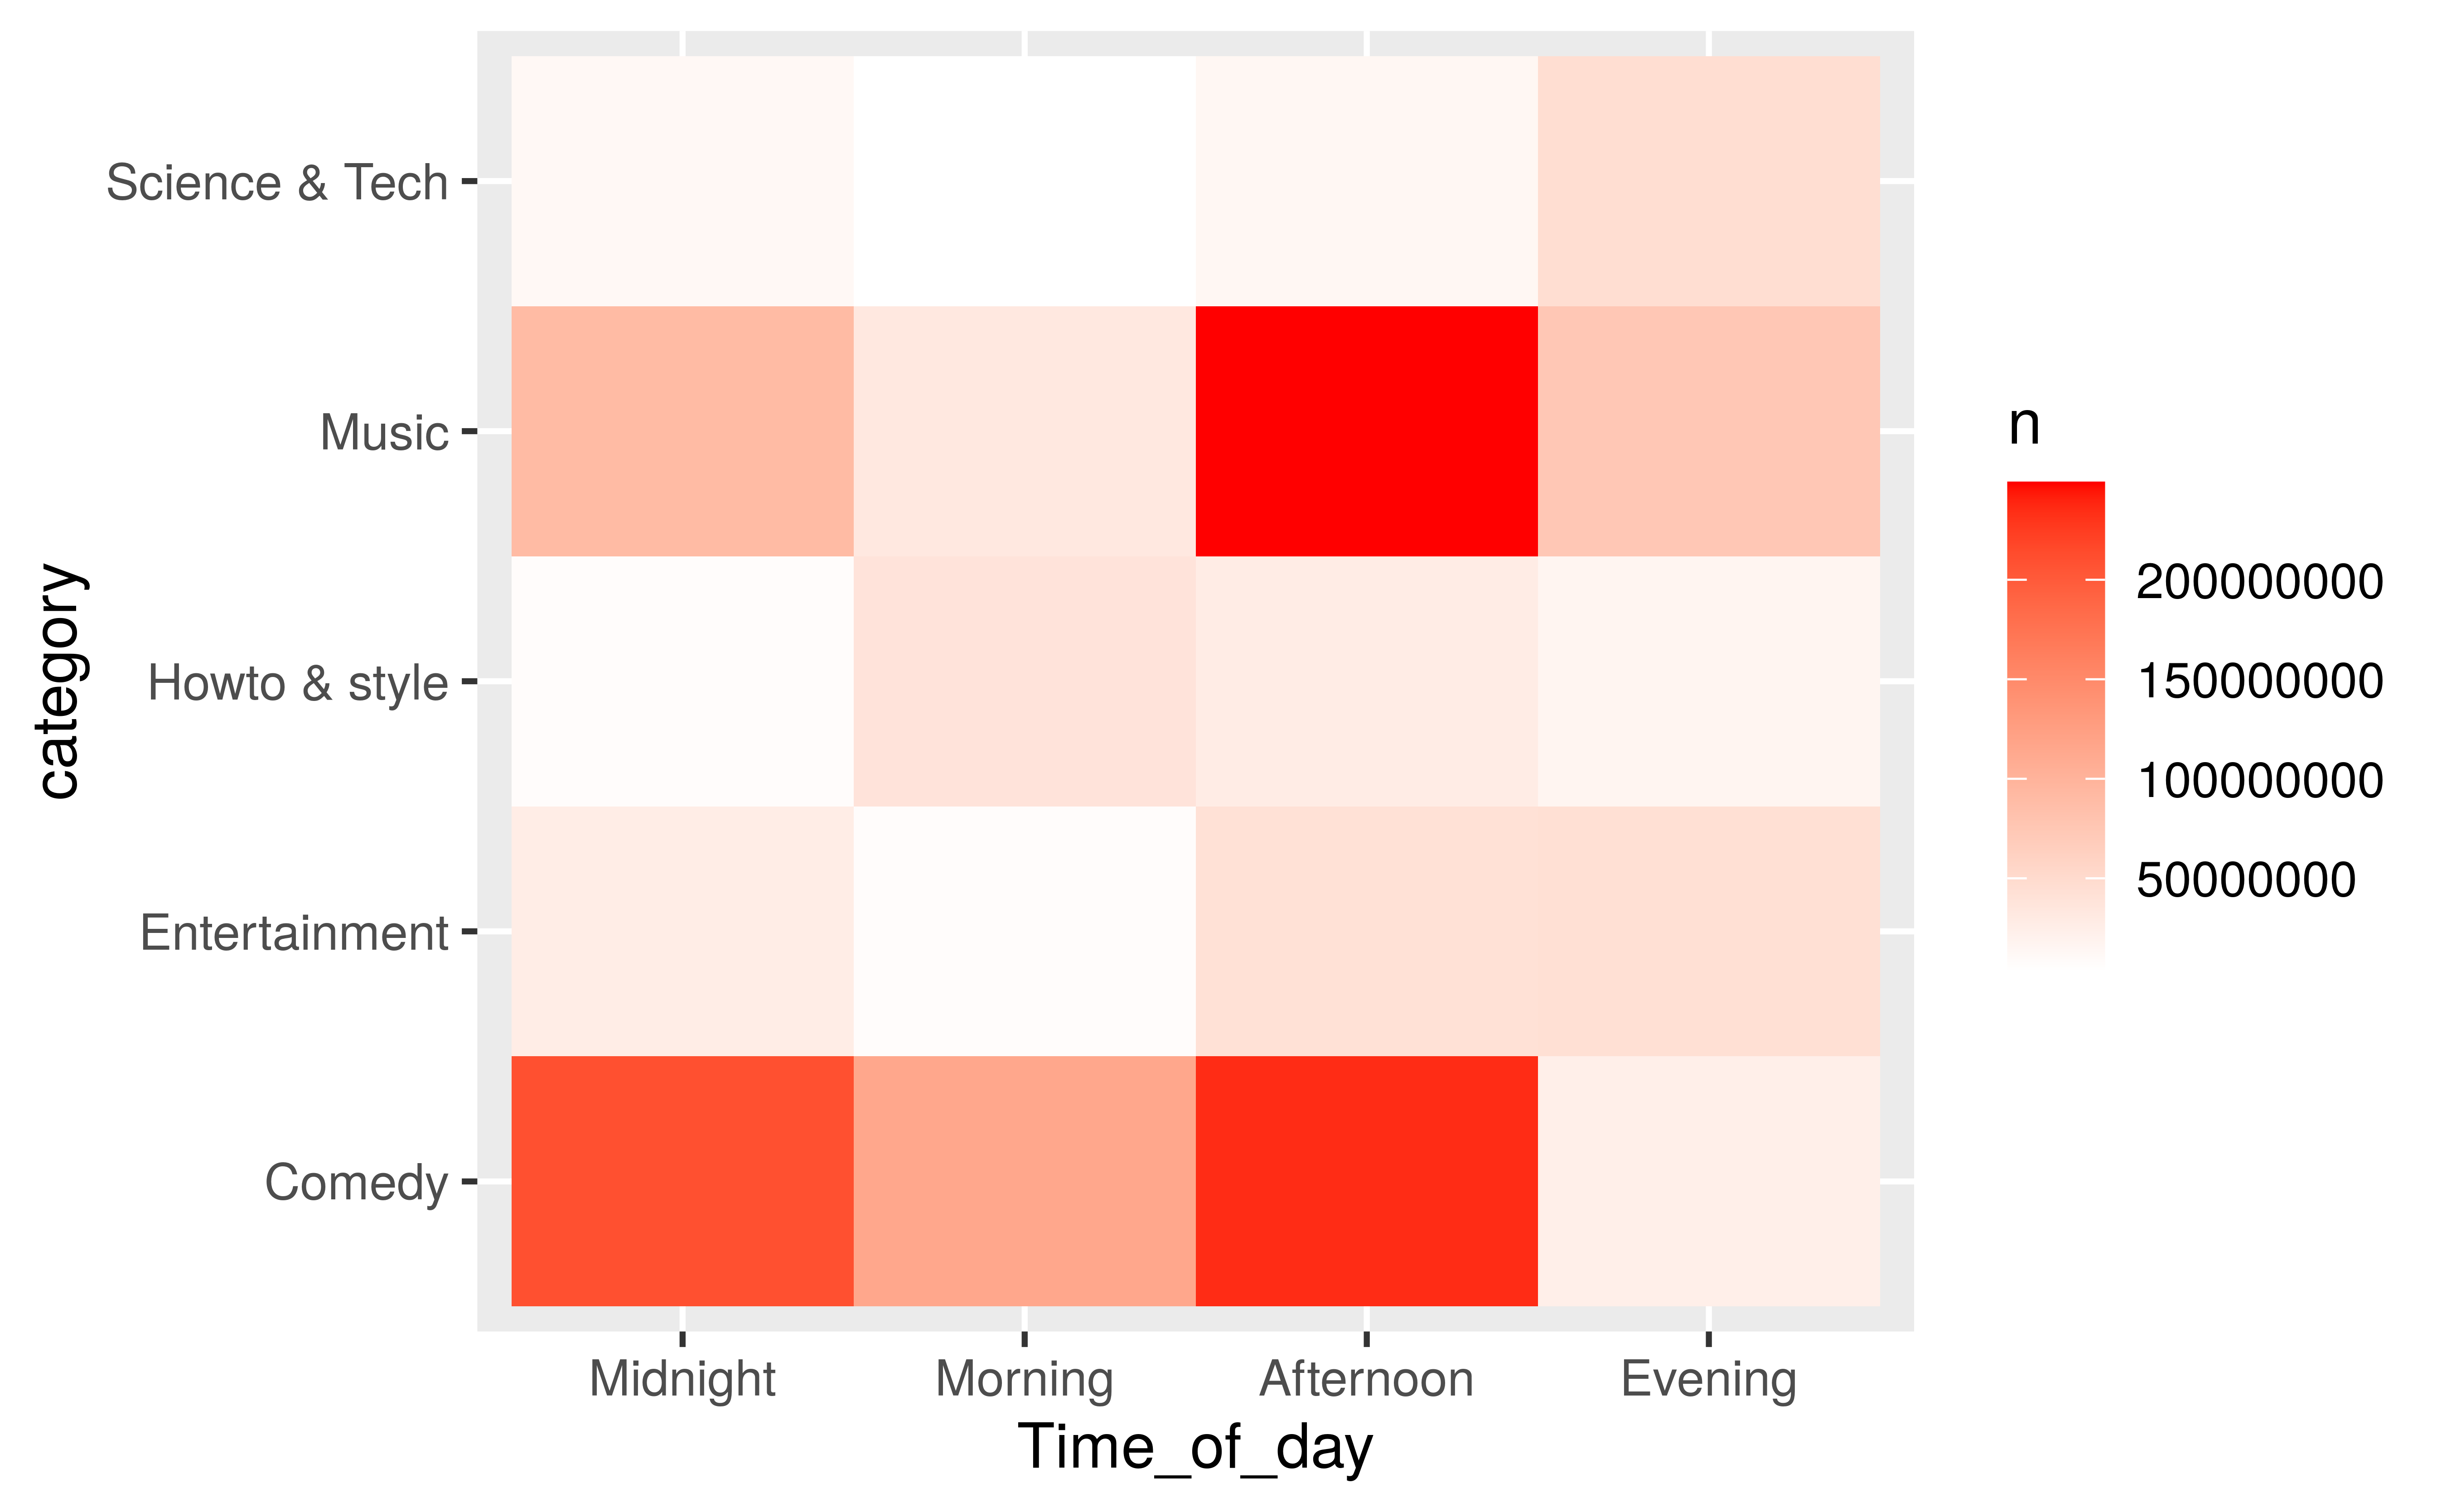 Science & Tech
Music
Howto & style
Entertainment
Comedy
category
Midnight Morning Afternoon Evening
Time_of_day
n
200000000
150000000
100000000
50000000